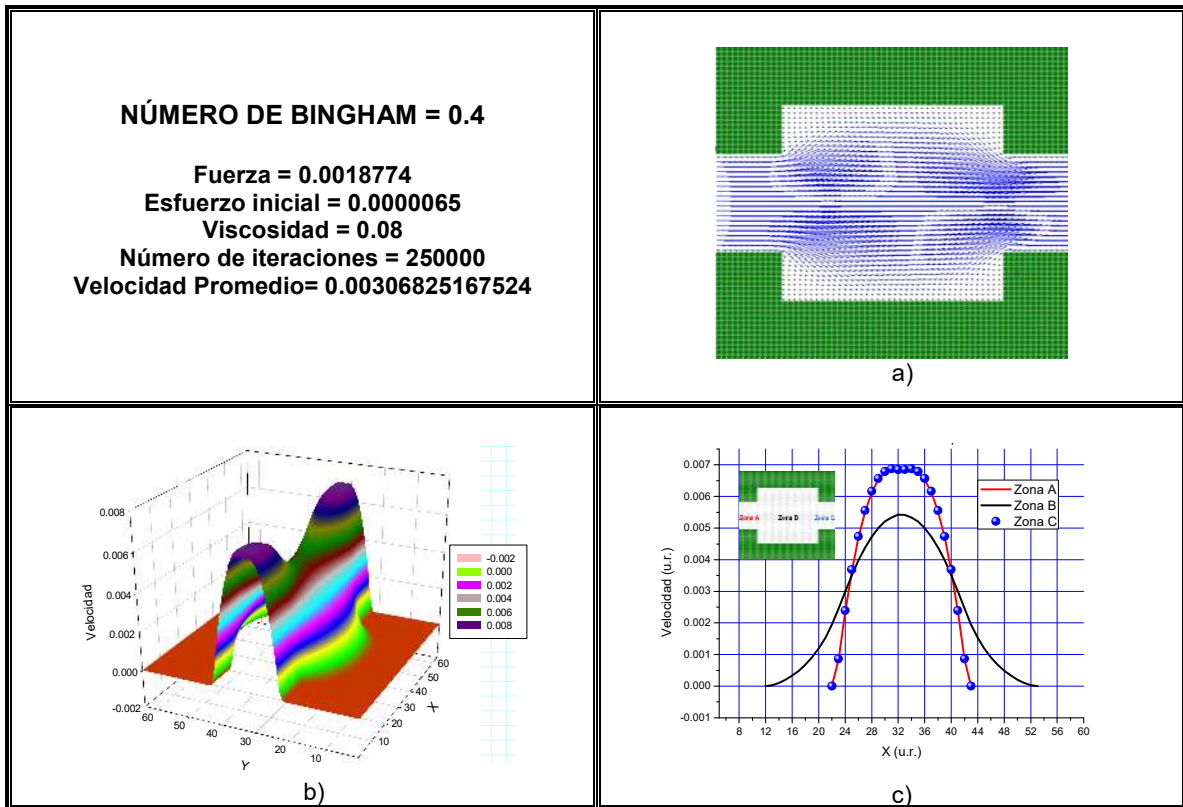 NÚMERO DE BINGHAM = 0.4
Fuerza = 0.0018774
Esfuerzo inicial = 0.0000065
Viscosidad = 0.08
Número de iteraciones = 250000
Velocidad Promedio= 0.00306825167524
a)
0.008
0.006
0.004
0.002
0.000
-0.002
Velocidad
60
50
40
30
20
10
Y
10
20
30
40
50
60
X
-0.002
0.000
0.002
0.004
0.006
0.008
b)
0.007
0.006
0.005
0.004
0.003
0.002
0.001
0.000
-0.001
Velocidad (u.r.)
Zona A
Zona B
Zona C
Zona A
Zona B
Zona C
8 12 16 20 24 28 32 36 40 44 48 52 56 60
X (u.r.)
c)